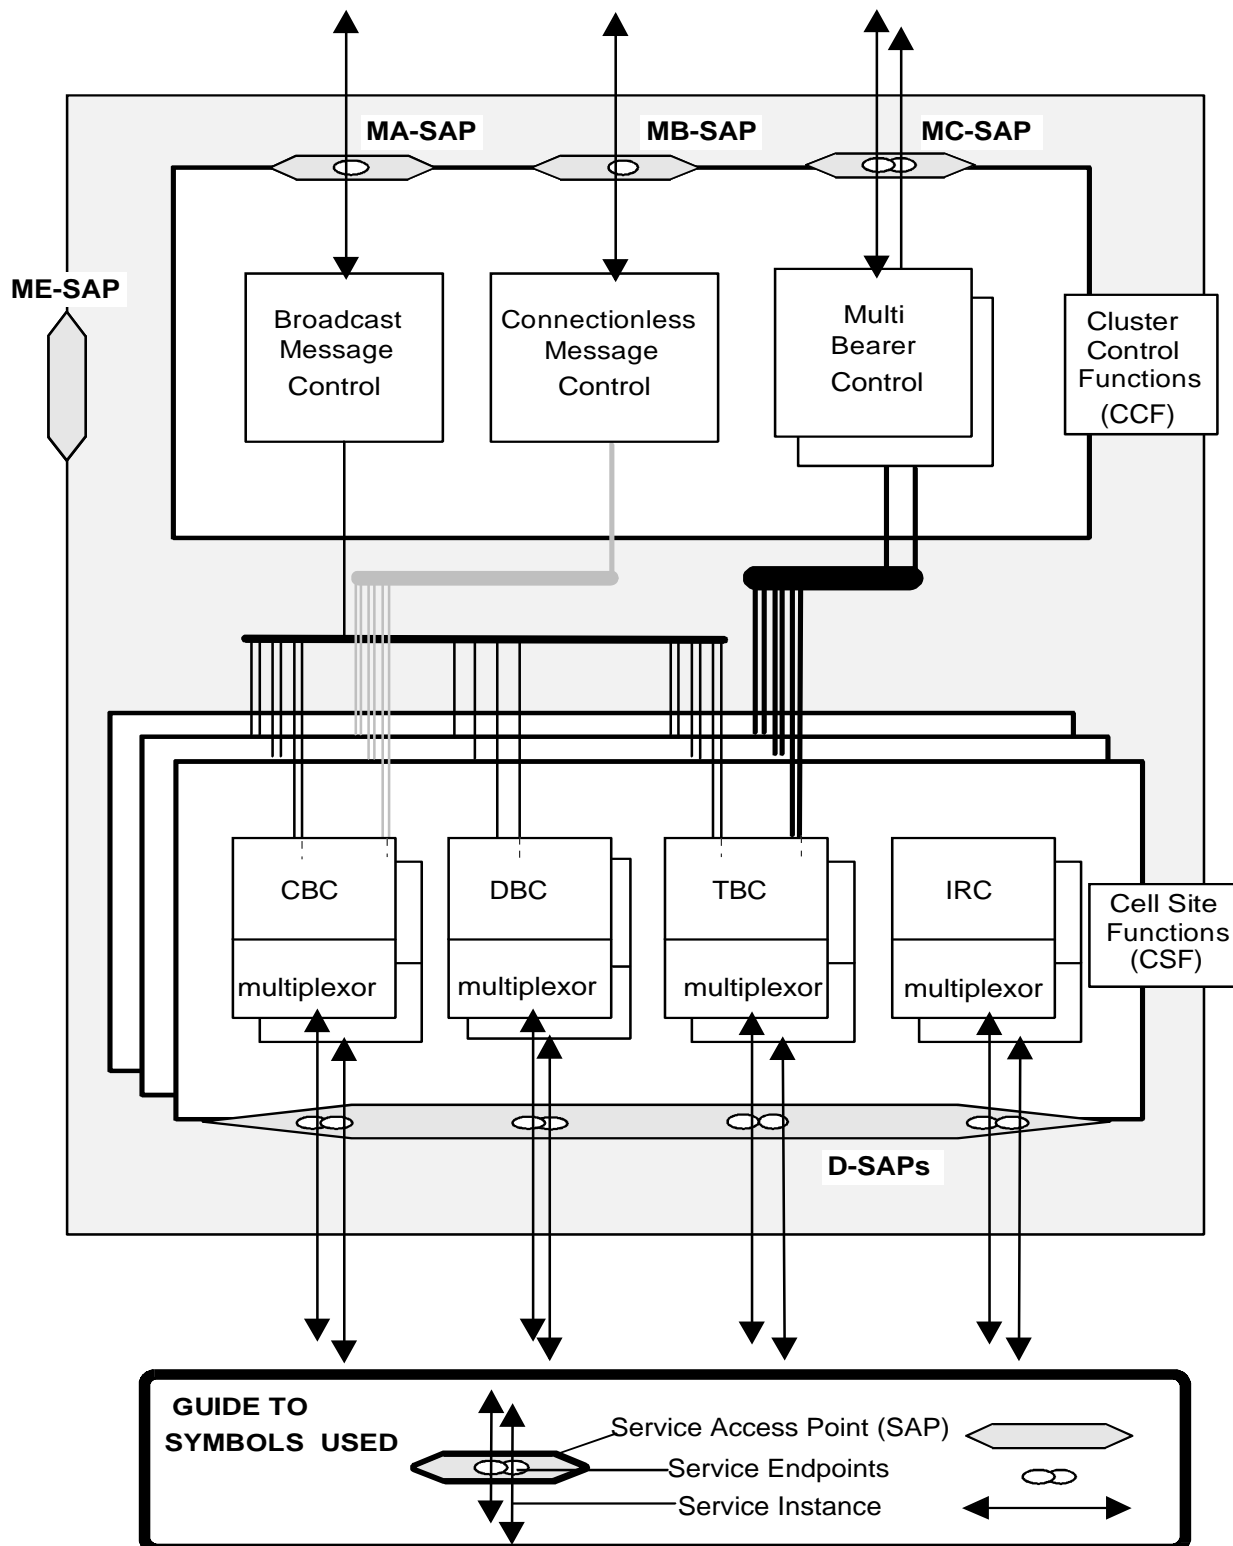 MA-SAP
MB-SAP
MC-SAP
ME-SAP
Broadcast
Message
Control
Connectionless
Message
Control
Multi
Bearer
Control
Cluster
Control
Functions
(CCF)
CBC
multiplexor
DBC
multiplexor
TBC
multiplexor
IRC
multiplexor
Cell Site
Functions
(CSF)
D-SAPs
GUIDE TO
SYMBOLS USED
Service Access Point (SAP)
Service Endpoints
Service Instance